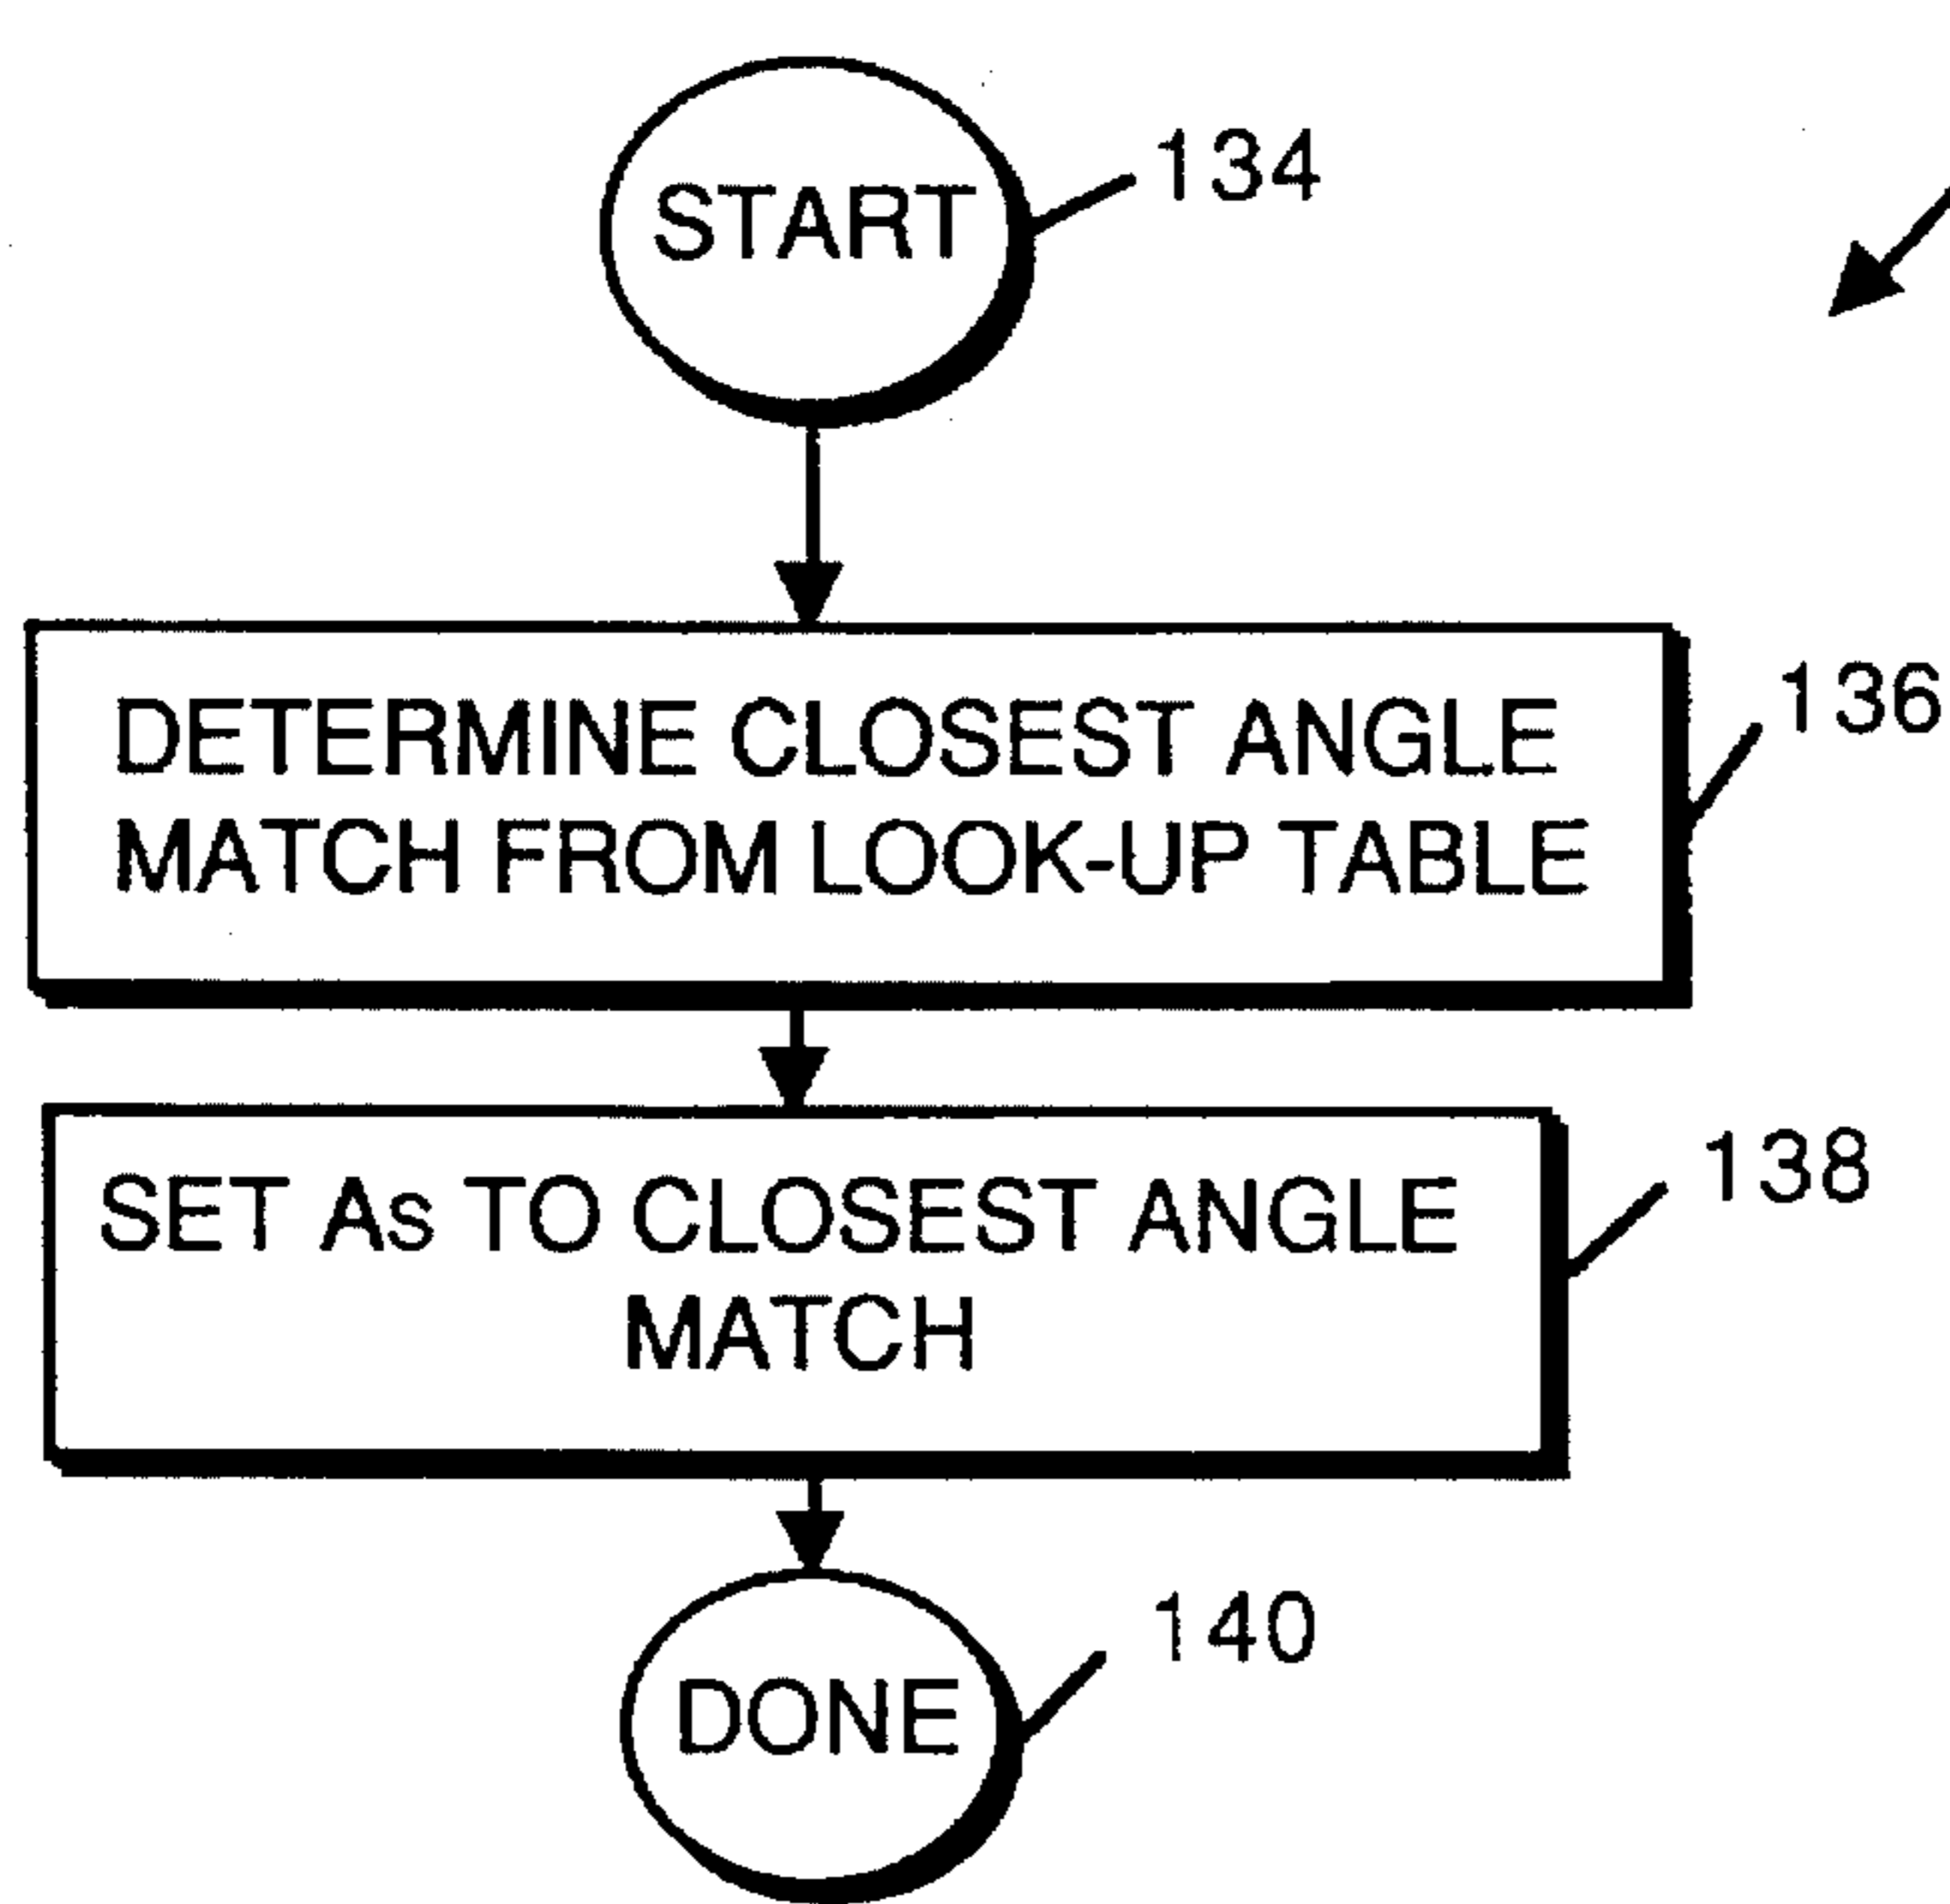 START
134
DETERMINE CLOSEST ANGLE
MATCH FROM LOOK-UP TABLE
136
SET As TO CLOSEST ANGLE
MATCH
138
DONE
140